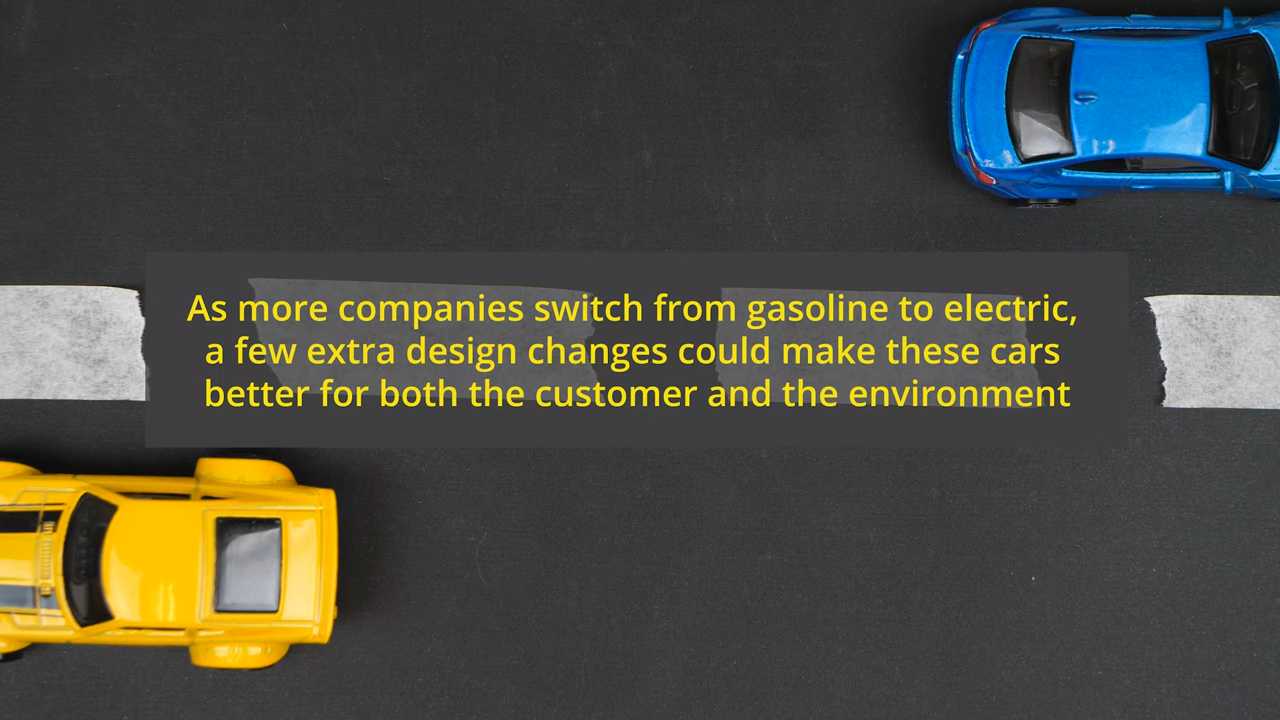 As more companies switch from gasoline to electric,
a few extra design changes could make these cars
better for both the customer and the environment